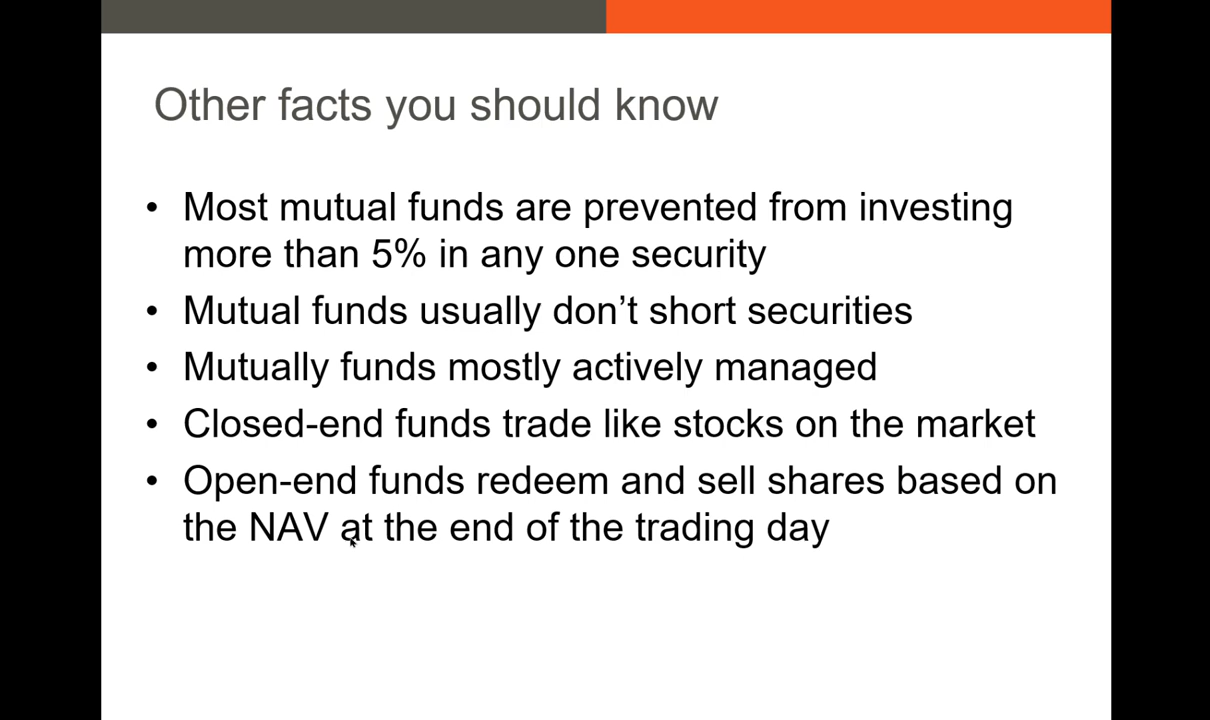 Other facts you should know
• Most mutual funds are prevented from investing
more than 5% in any one security
• Mutual funds usually don’t short securities
• Mutually funds mostly actively managed
• Closed-end funds trade like stocks on the market
• Open-end funds redeem and sell shares based on
the NAV at the end of the trading day